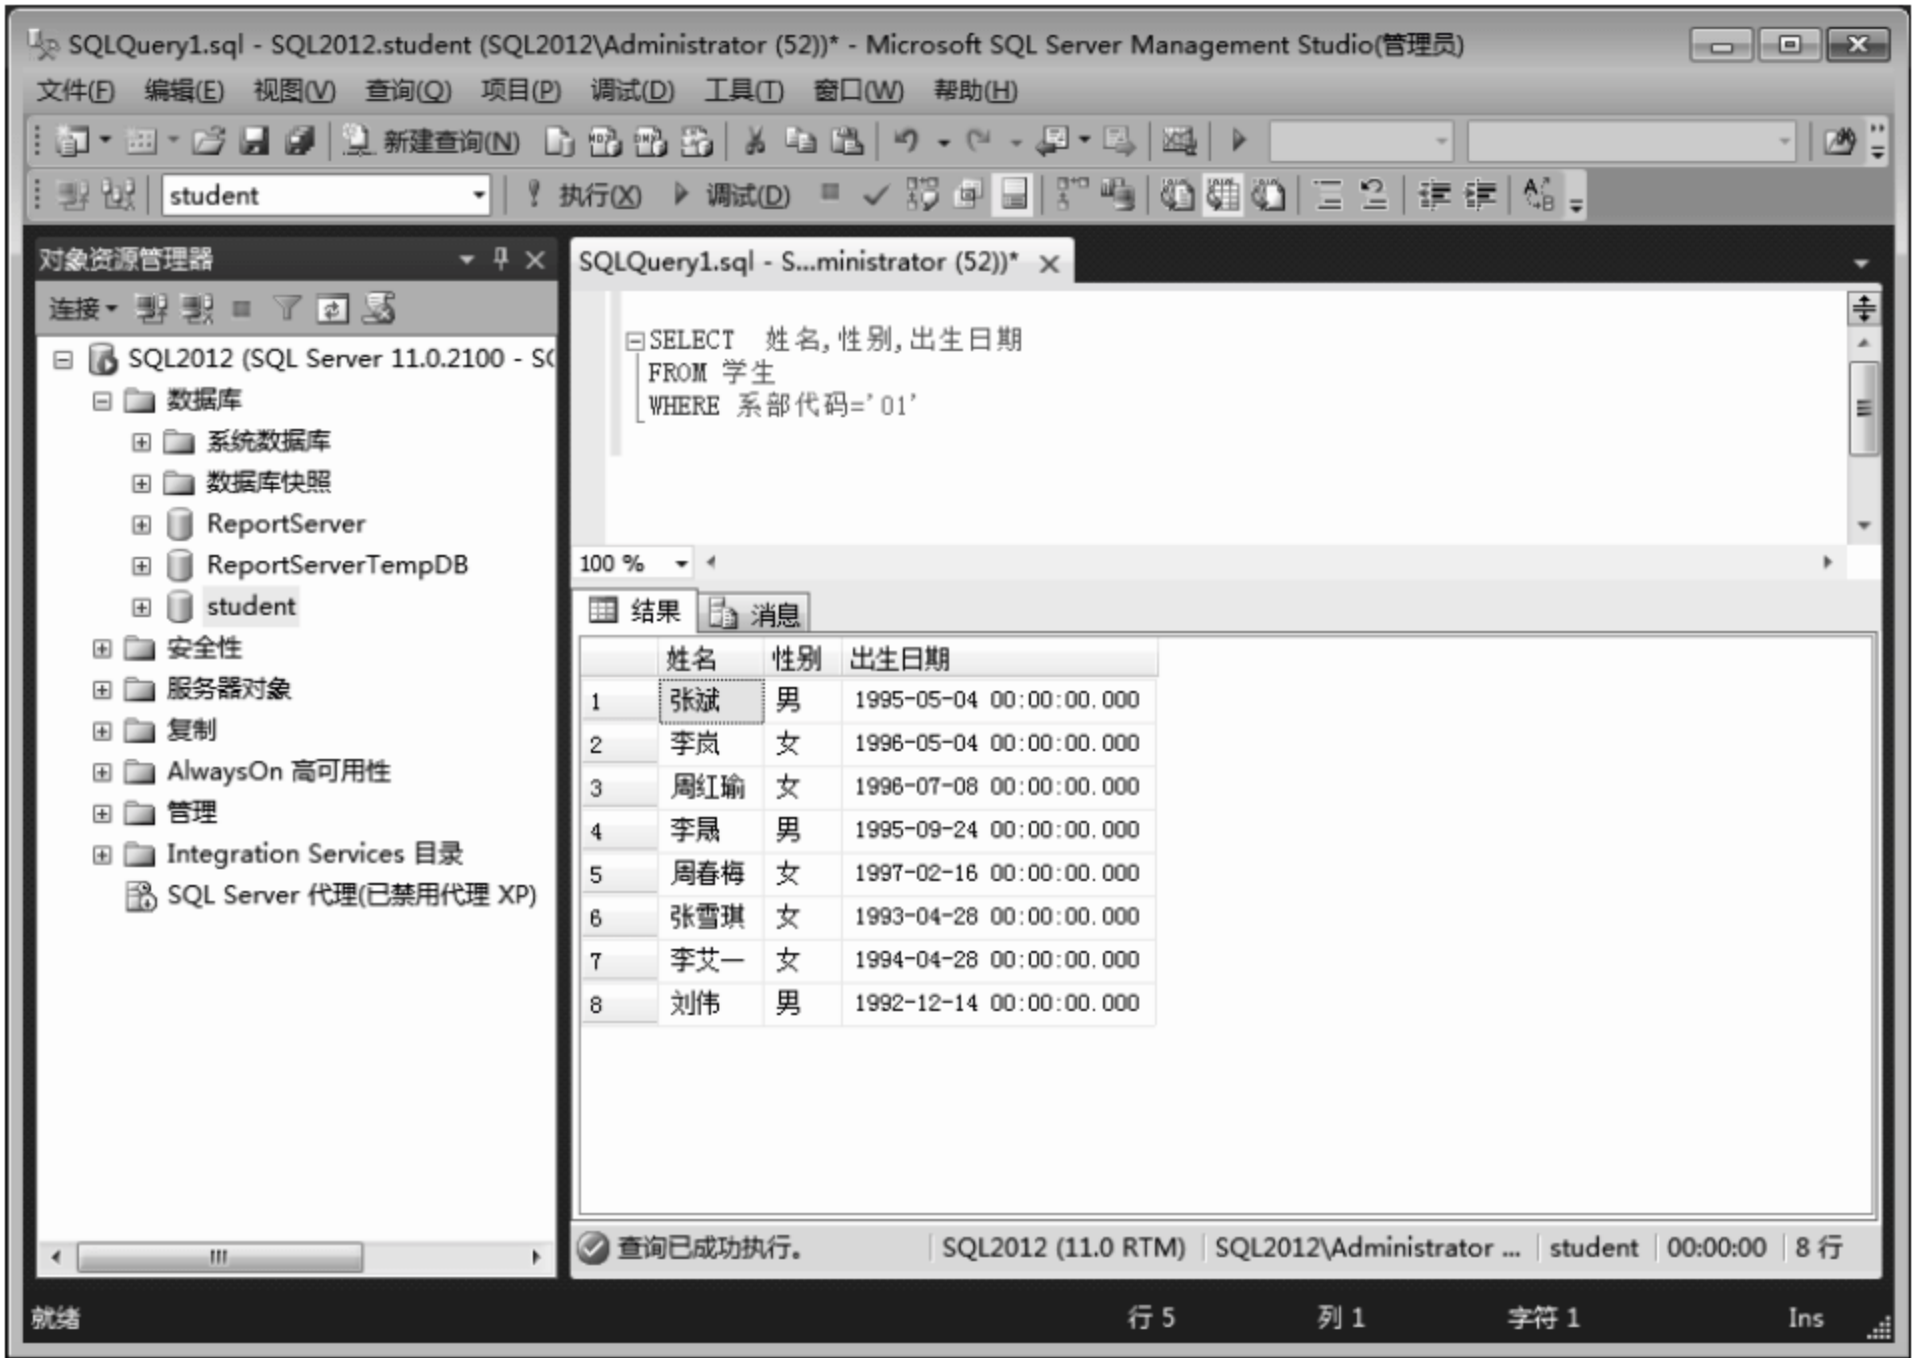 SQLQuery1.sql - SQL2012.student (SQL2012\Administrator (52))* - Microsoft SQL Server Management Studio(管理员)
文件(F) 编辑(E) 视图(V) 查询(Q) 项目(P) 调试(D) 工具(T) 窗口(W) 帮助(H)
新建查询(N)
student 执行(X) 调试(D)
对象资源管理器
连接
SQL2012 (SQL Server 11.0.2100 - SQ
数据库
系统数据库
数据库快照
ReportServer
ReportServerTempDB
student
安全性
服务器对象
复制
AlwaysOn 高可用性
管理
Integration Services 目录
SQL Server 代理(已禁用代理 XP)
SQLQuery1.sql - S...ministrator (52))*
SELECT 姓名,性别,出生日期
FROM 学生
WHERE 系部代码='01'
100 %
结果 消息
姓名 性别 出生日期
1 张斌 男 1995-05-04 00:00:00.000
2 李岚 女 1996-05-04 00:00:00.000
3 周红瑜 女 1996-07-08 00:00:00.000
4 李晟 男 1995-09-24 00:00:00.000
5 周春梅 女 1997-02-16 00:00:00.000
6 张雪琪 女 1993-04-28 00:00:00.000
7 李艾一 女 1994-04-28 00:00:00.000
8 刘伟 男 1992-12-14 00:00:00.000
查询已成功执行。 SQL2012 (11.0 RTM) SQL2012\Administrator ... student 00:00:00 8 行
就绪 行 5 列 1 字符 1 Ins